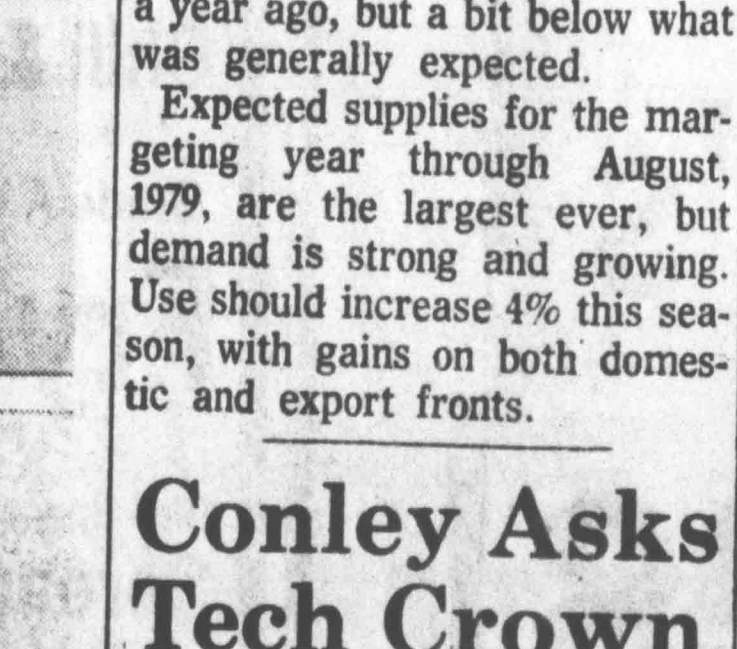 a year ago, but a bit below what
was generally expected.
Expected supplies for the mar-
geting year through August,
1979, are the largest ever, but
demand is strong and growing.
Use should increase 4% this sea-
son, with gains on both domes-
tic and export fronts.
Conley Asks
Tech Crown